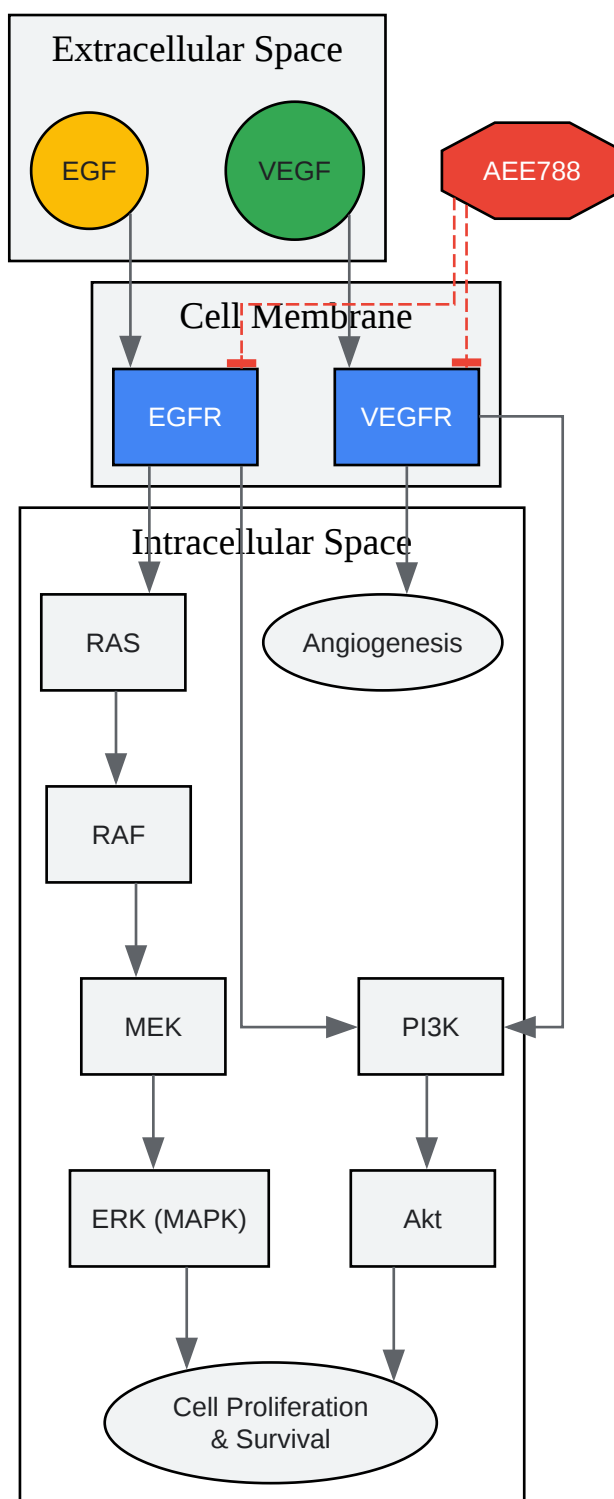 Extracellular Space
EGF
VEGF
AEE788
Cell Membrane
EGFR
VEGFR
Intracellular Space
RAS
Angiogenesis
RAF
MEK
PI3K
ERK (MAPK)
Akt
Cell Proliferation
& Survival